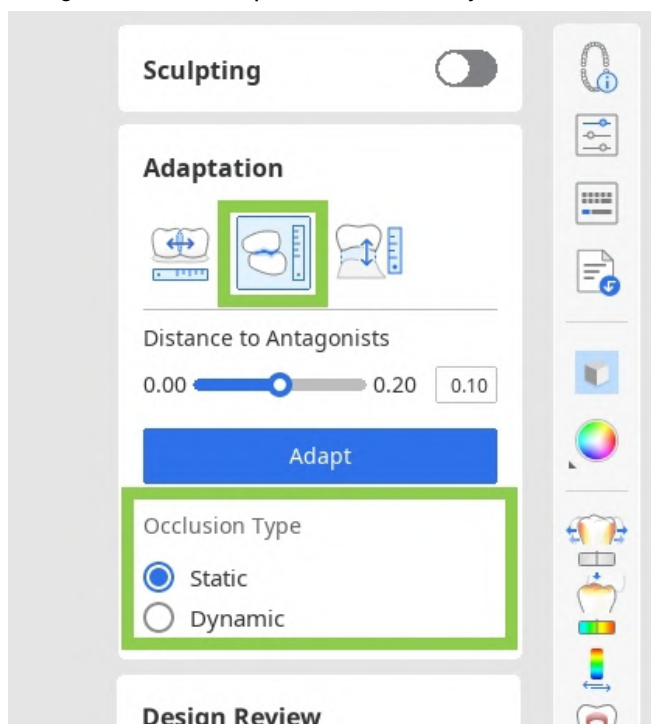 Sculpting
Adaptation
Distance to Antagonists
0.00 0.20 0.10
Adapt
Occlusion Type
Static
Dynamic
Design Review